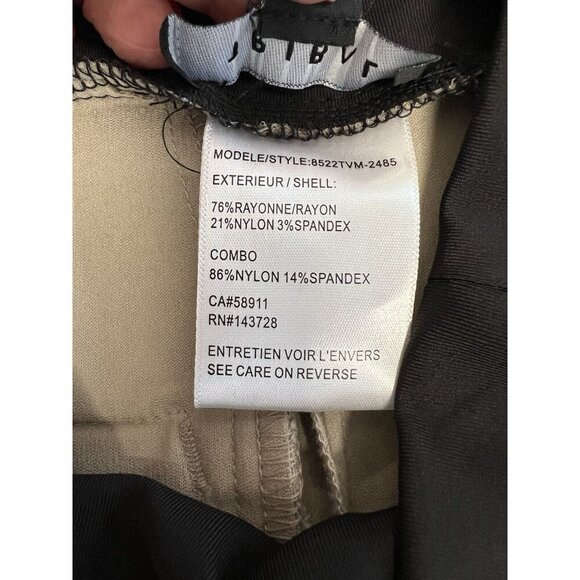 TRIBAL
MODELE/STYLE:8522TVM-2485
EXTERIEUR / SHELL:
76%RAYONNE/RAYON
21%NYLON 3%SPANDEX
COMBO
86%NYLON 14%SPANDEX
CA#58911
RN#143728
ENTRETIEN VOIR L'ENVERS
SEE CARE ON REVERSE